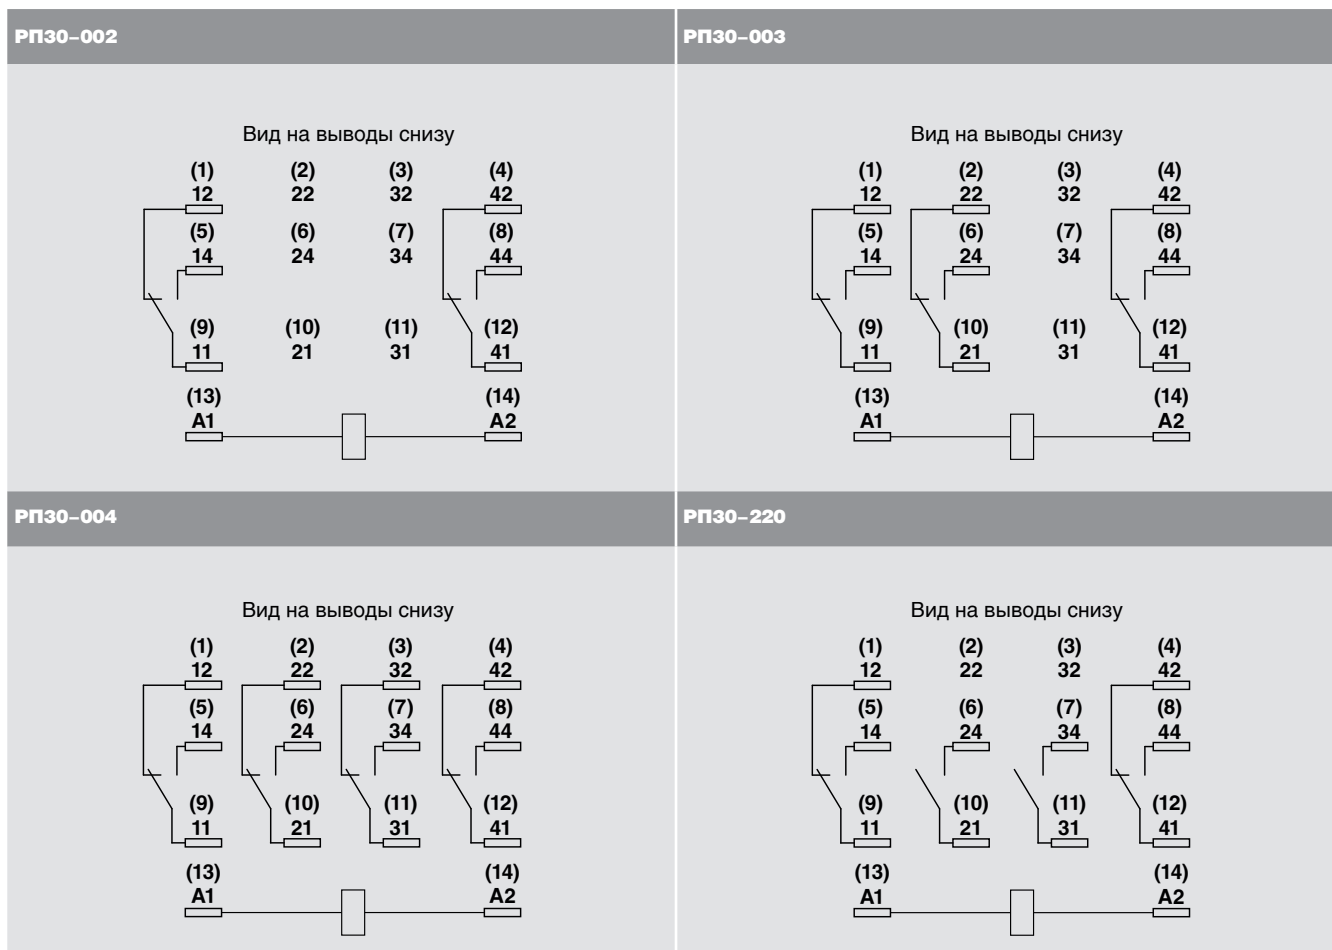 РП30–002
Вид на выводы снизу
(1) (2) (3) (4)
12 22 32 42
(5) (6) (7) (8)
14 24 34 44
(9) (10) (11) (12)
11 21 31 41
(13) (14)
A1 A2
РП30–003
Вид на выводы снизу
(1) (2) (3) (4)
12 22 32 42
(5) (6) (7) (8)
14 24 34 44
(9) (10) (11) (12)
11 21 31 41
(13) (14)
A1 A2
РП30–004
Вид на выводы снизу
(1) (2) (3) (4)
12 22 32 42
(5) (6) (7) (8)
14 24 34 44
(9) (10) (11) (12)
11 21 31 41
(13) (14)
A1 A2
РП30–220
Вид на выводы снизу
(1) (2) (3) (4)
12 22 32 42
(5) (6) (7) (8)
14 24 34 44
(9) (10) (11) (12)
11 21 31 41
(13) (14)
A1 A2